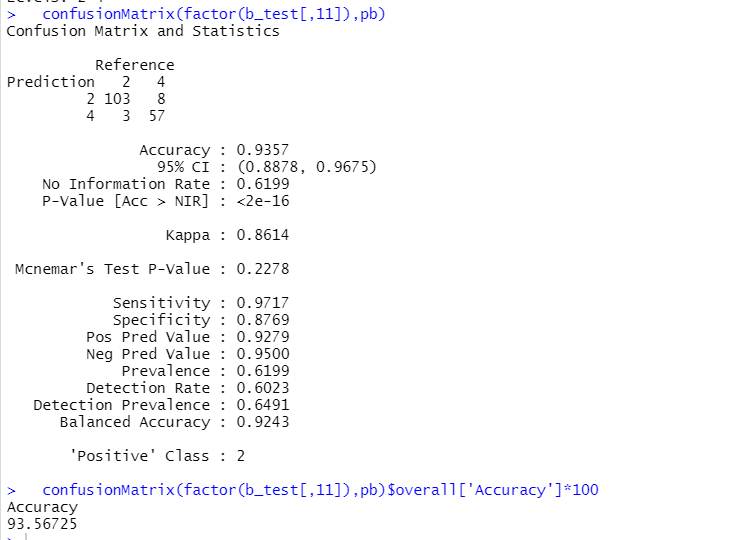 > confusionMatrix(factor(b_test[,11]),pb)
Confusion Matrix and Statistics
Reference
Prediction 2 4
2 103 8
4 3 57
Accuracy : 0.9357
95% CI : (0.8878, 0.9675)
No Information Rate : 0.6199
P-Value [Acc > NIR] : <2e-16
Kappa : 0.8614
Mcnemar's Test P-Value : 0.2278
Sensitivity : 0.9717
Specificity : 0.8769
Pos Pred Value : 0.9279
Neg Pred Value : 0.9500
Prevalence : 0.6199
Detection Rate : 0.6023
Detection Prevalence : 0.6491
Balanced Accuracy : 0.9243
'Positive' Class : 2
> confusionMatrix(factor(b_test[,11]),pb)$overall['Accuracy']*100
Accuracy
93.56725
>